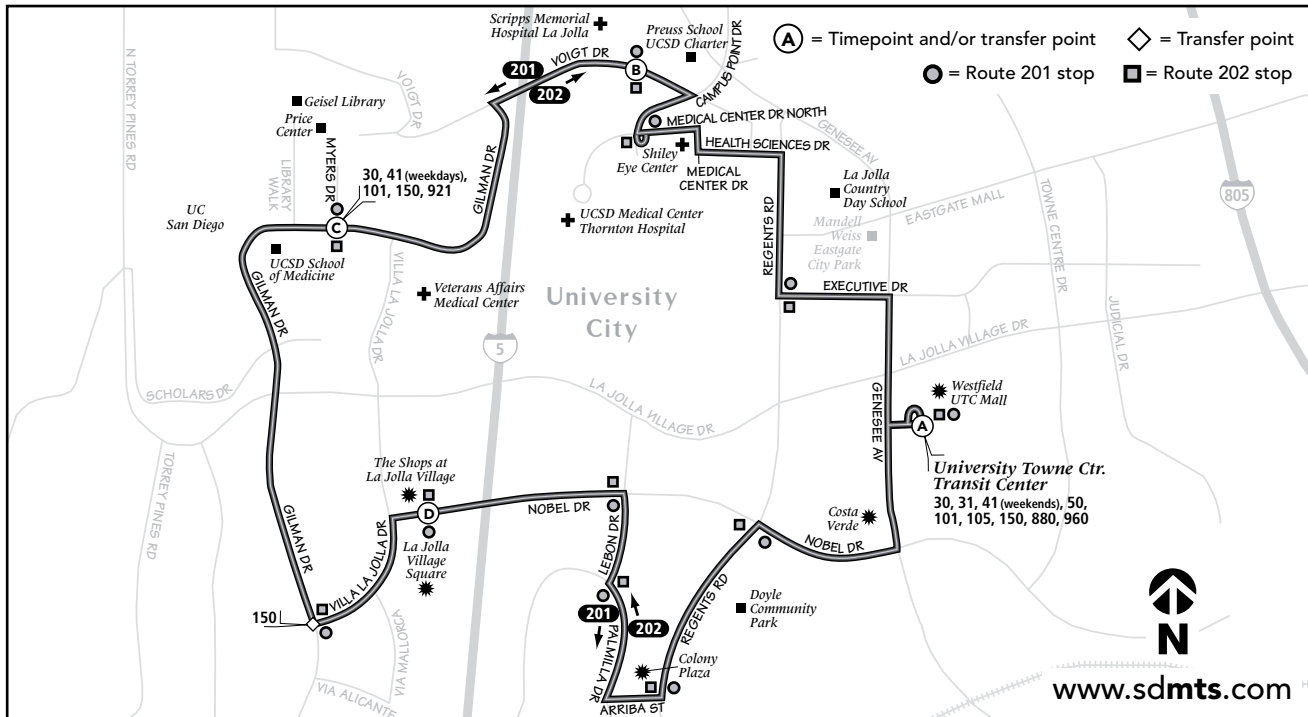 Scripps Memorial
Hospital La Jolla
Preuss School
UCSD Charter
A = Timepoint and/or transfer point
= Transfer point
= Route 201 stop
= Route 202 stop
N TORREY PINES RD
VOIGT DR
VOIGT DR
B
CAMPUS POINT DR
201
202
Geisel Library
Price
Center
MYERS DR
LIBRARY
WALK
30, 41 (weekdays),
101, 150, 921
GILMAN DR
MEDICAL CENTER DR NORTH
HEALTH SCIENCES DR
Shiley
Eye Center
MEDICAL
CENTER DR
GENESEE AV
La Jolla
Country
Day School
EASTGATE MALL
TOWNE CENTRE DR
805
UC
San Diego
C
UCSD School
of Medicine
UCSD Medical Center
Thornton Hospital
REGENTS RD
Mandell
Weiss
Eastgate
City Park
GILMAN DR
VILLA LA JOLLA DR
Veterans Affairs
Medical Center
University
City
EXECUTIVE DR
JUDICIAL DR
5
LA JOLLA VILLAGE DR
SCHOLARS DR
LA JOLLA VILLAGE DR
GENESEE AV
Westfield
UTC Mall
A
TORREY PINES RD
The Shops at
La Jolla Village
University Towne Ctr.
Transit Center
30, 31, 41 (weekends), 50,
101, 105, 150, 880, 960
D
NOBEL DR
Costa
Verde
NOBEL DR
GILMAN DR
VILLA LA JOLLA DR
La Jolla
Village
Square
LEBON DR
REGENTS RD
Doyle
Community
Park
150
201
202
PALMILLA DR
Colony
Plaza
VIA MALLORCA
VIA ALICANTE
ARRIBA ST
N
www.sdmts.com